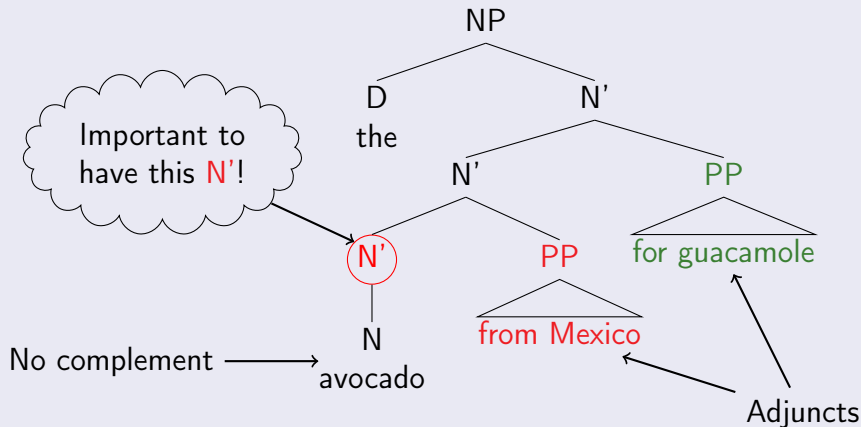 NP
D
N'
the
Important to
have this N'!
N'
PP
N'
PP
for guacamole
from Mexico
N
No complement
avocado
Adjuncts